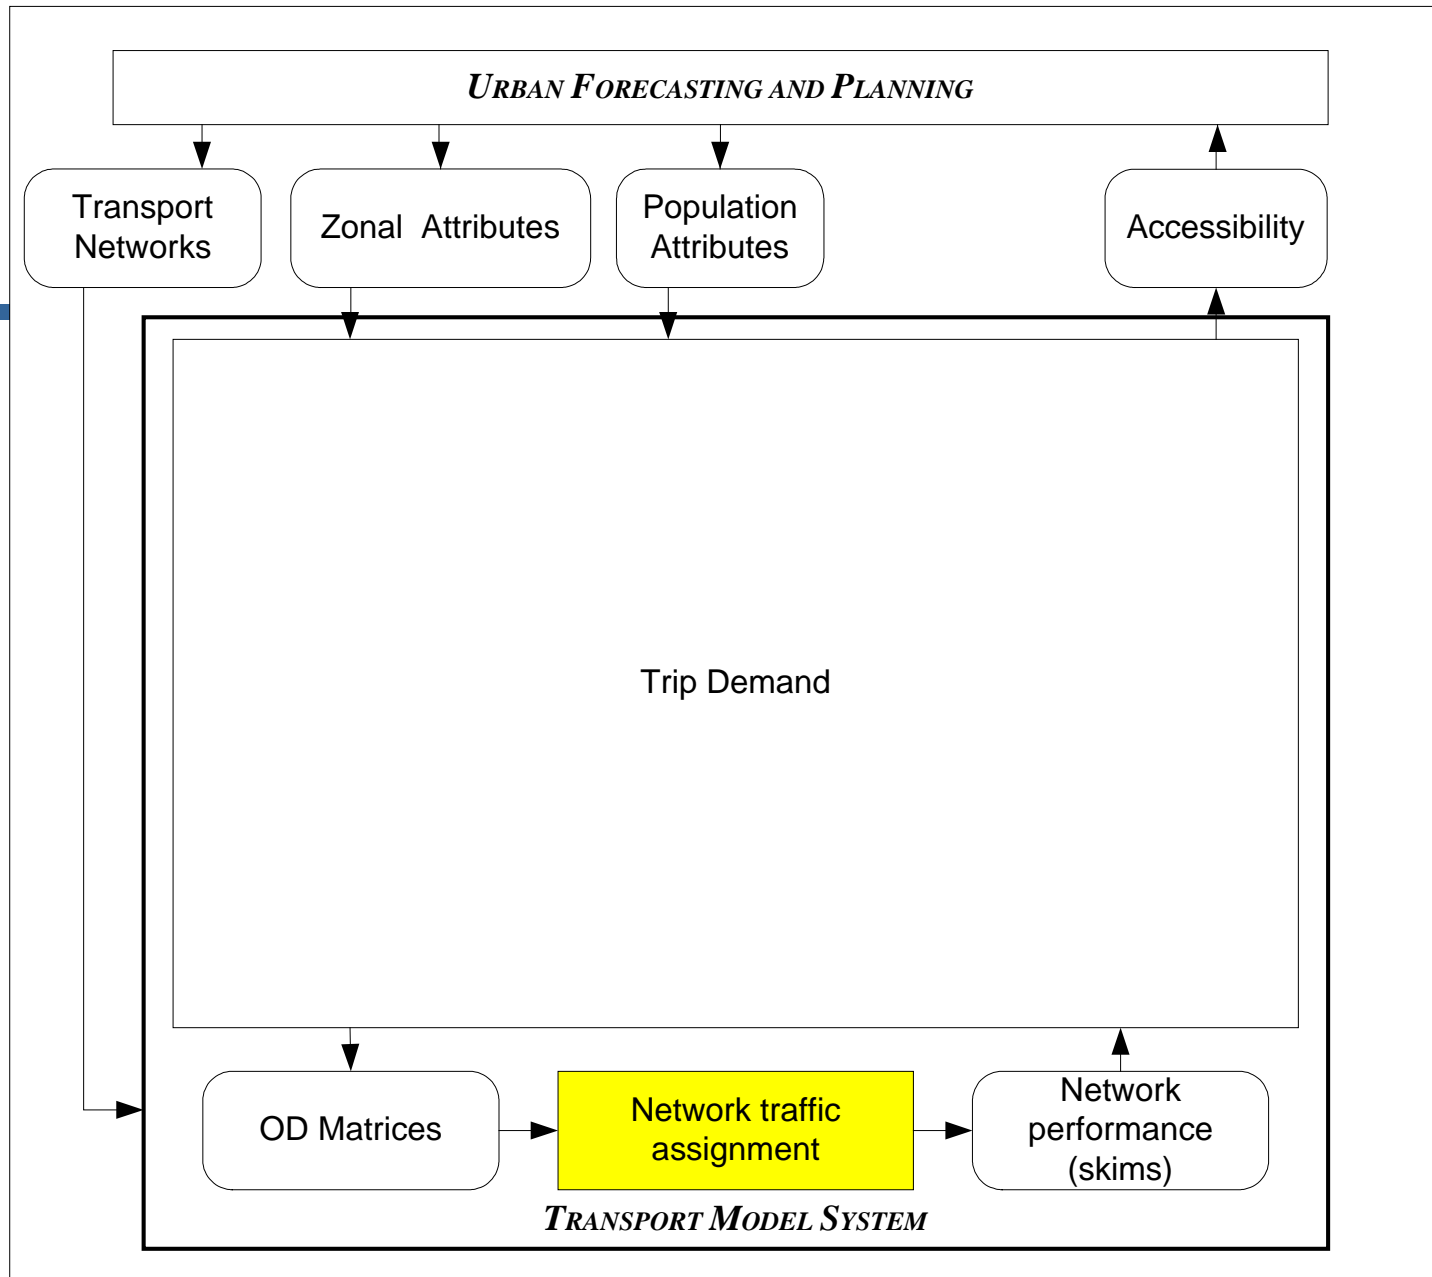 URBAN FORECASTING AND PLANNING
Transport
Networks
Zonal Attributes
Population
Attributes
Accessibility
Trip Demand
OD Matrices
Network traffic
assignment
Network
performance
(skims)
TRANSPORT MODEL SYSTEM